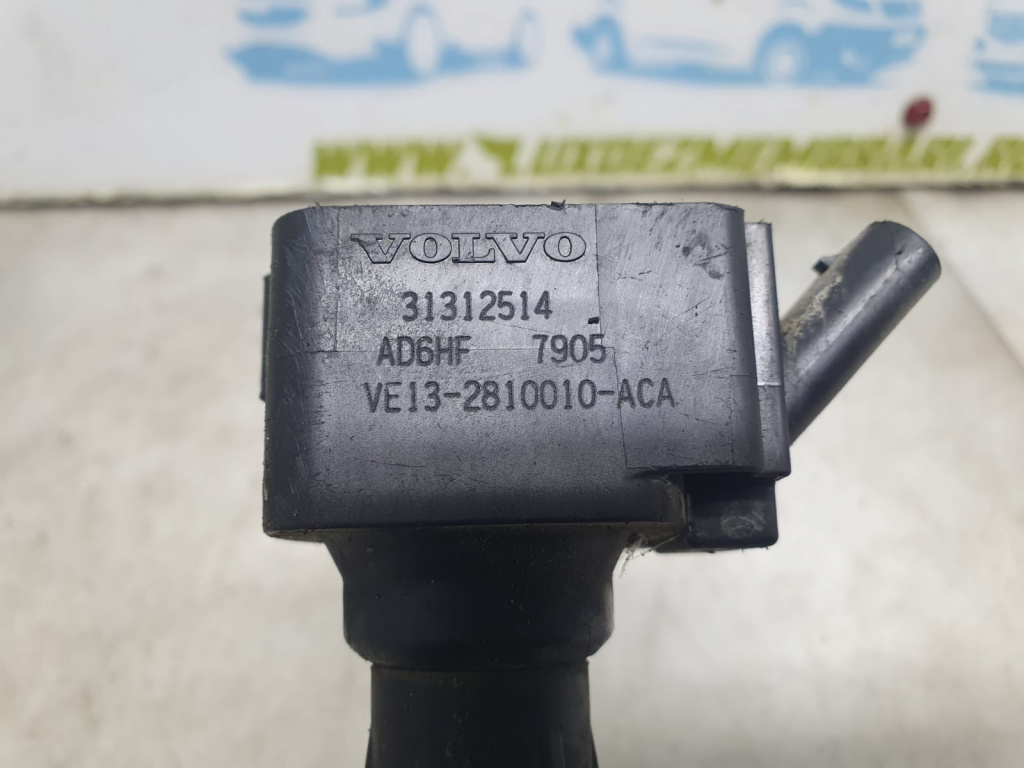 VOLVO
31312514
AD6HF 7905
VE13-2810010-ACA